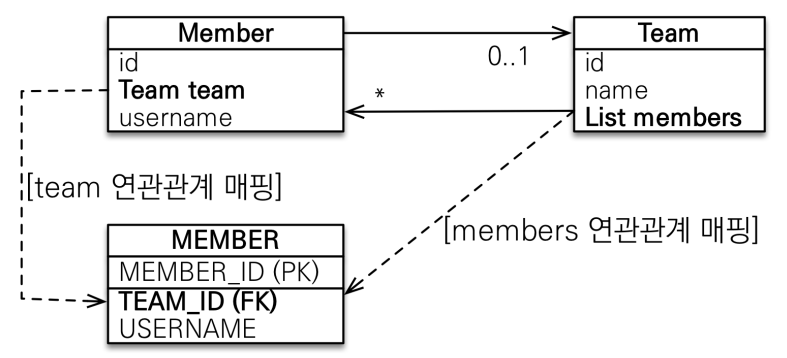 Member
id
Team team
username
0..1
*
Team
id
name
List members
[team 연관관계 매핑]
[members 연관관계 매핑]
MEMBER
MEMBER_ID (PK)
TEAM_ID (FK)
USERNAME